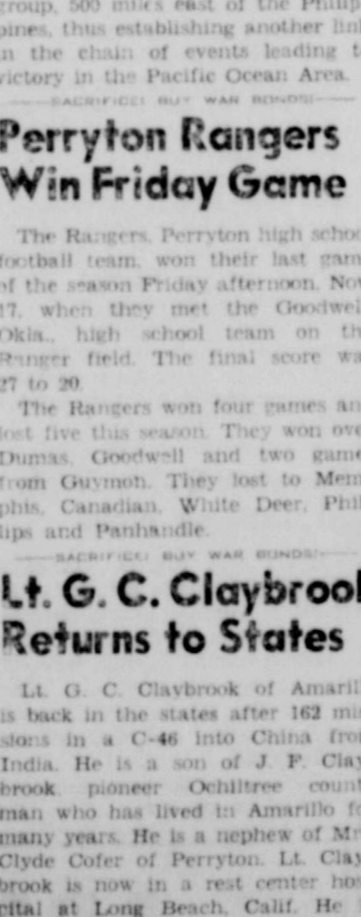 group, 500 miles east of the Philip
pines, thus establishing another lin
n the chain of events leading t
victory in the Pacific Ocean Area.
SACRIFICE! BUY WAR BONDS!
Perryton Rangers
Win Friday Game
The Rangers, Perryton high schoo
football team, won their last gam
of the season Friday afternoon, Nov
17, when they met the Goodwel
Okla., high school team on th
Ranger field. The final score wa
27 to 20.
The Rangers won four games an
lost five this season. They won ove
Dumas, Goodwell and two game
from Guymon. They lost to Mem
phis, Canadian, White Deer, Phil
lips and Panhandle.
SACRIFICE! BUY WAR BONDS!
Lt. G. C. Claybrook
Returns to States
Lt. G. C. Claybrook of Amaril
is back in the states after 162 mis
sions in a C-46 into China from
India. He is a son of J. F. Clay
brook, pioneer Ochiltree count
man who has lived in Amarillo fo
many years. He is a nephew of Mr
Clyde Cofer of Perryton. Lt. Clay
brook is now in a rest center hos
pital at Long Beach, Calif. He